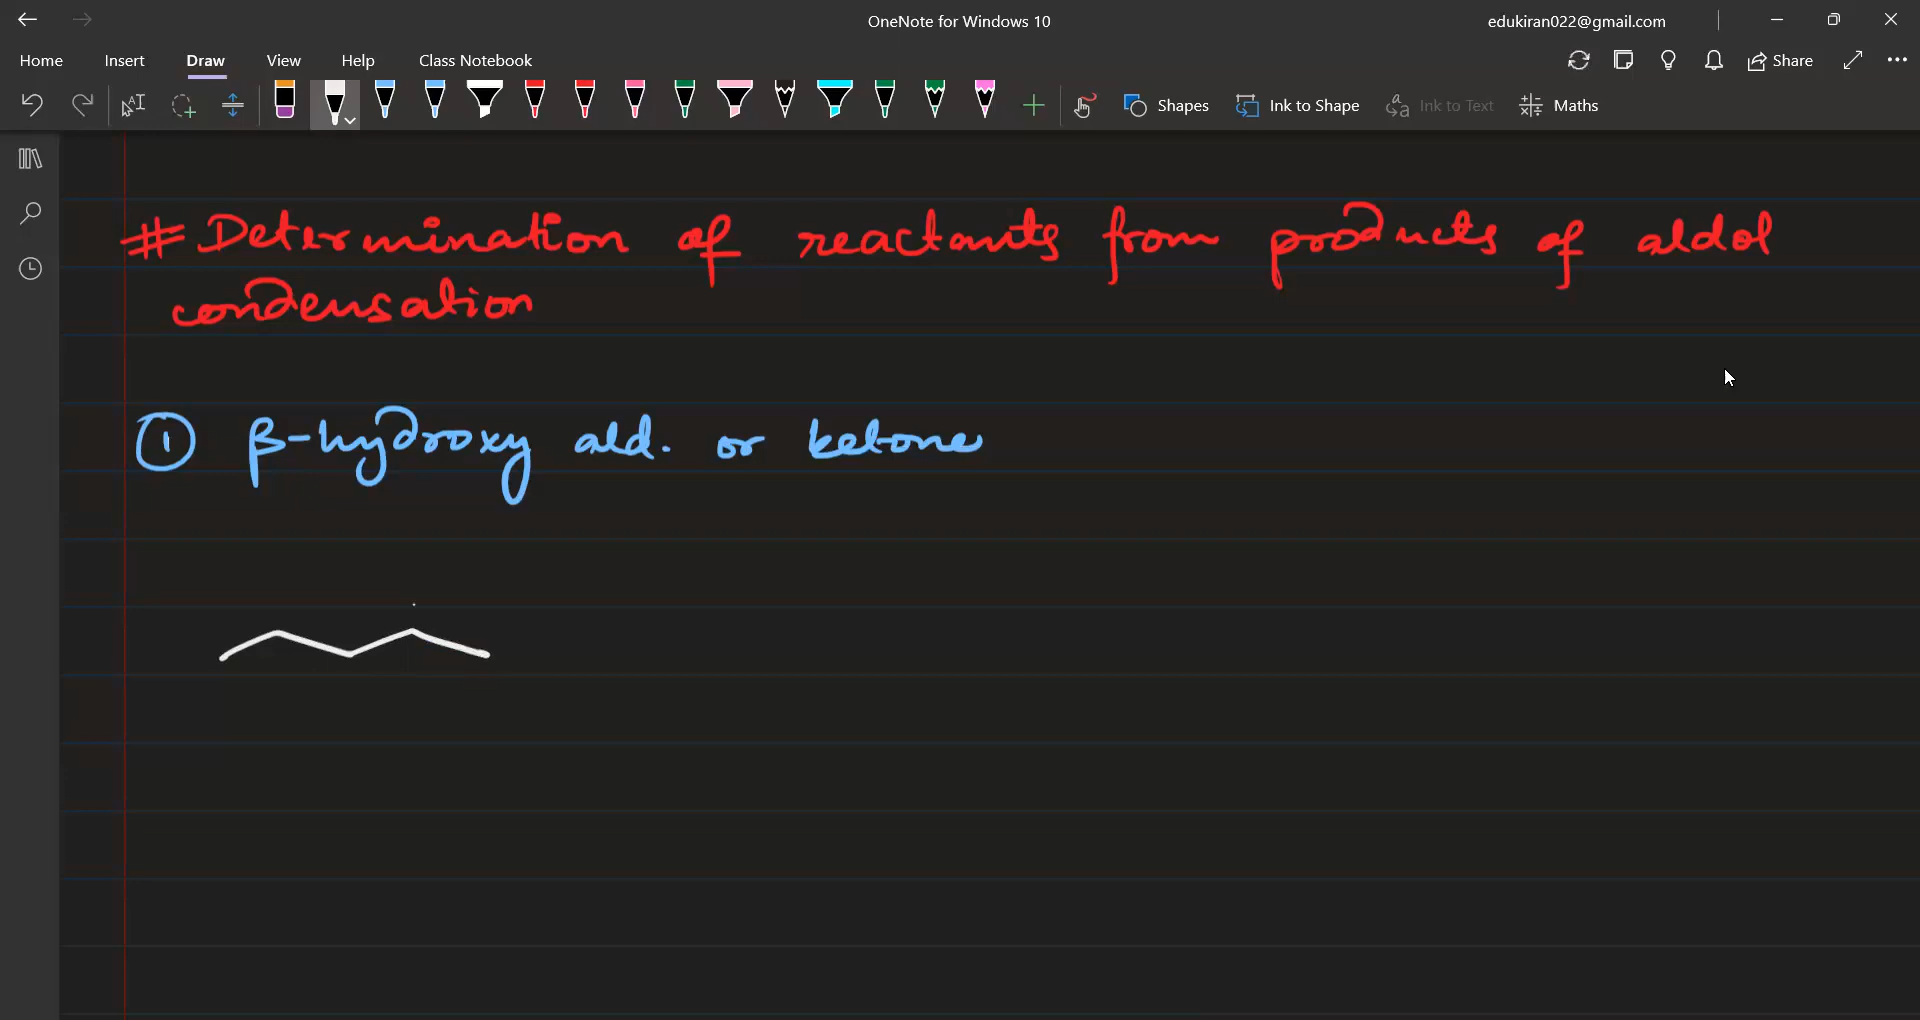 OneNote for Windows 10
edukiran022@gmail.com
Home Insert Draw View Help Class Notebook
Share
Shapes Ink to Shape Ink to Text Maths
# Determination of reactants from products of aldol
condensation
① β-hydroxy ald. or ketones